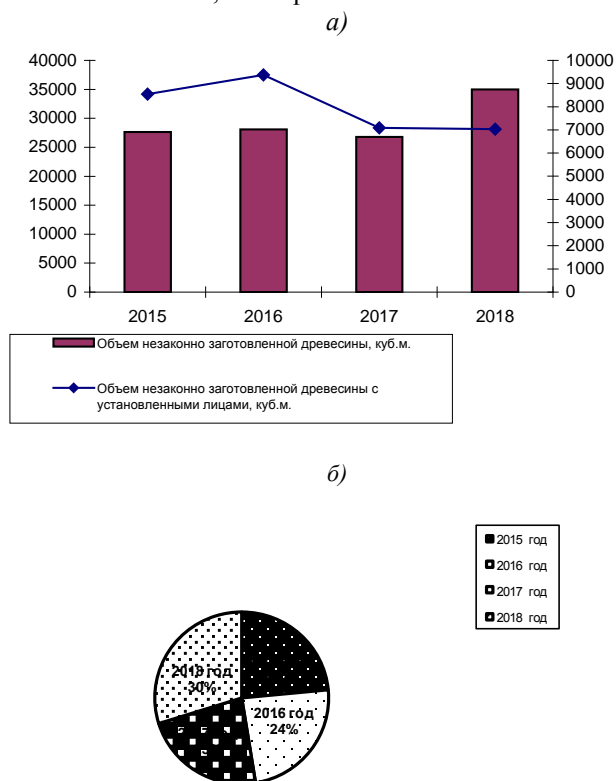 а)
40000
35000
30000
25000
20000
15000
10000
5000
0
10000
9000
8000
7000
6000
5000
4000
3000
2000
1000
0
2015 2016 2017 2018
Объем незаконно заготовленной древесины, куб.м.
Объем незаконно заготовленной древесины с
установленными лицами, куб.м.
б)
2015 год
2016 год
2017 год
2018 год
2018 год
30%
2016 год
24%